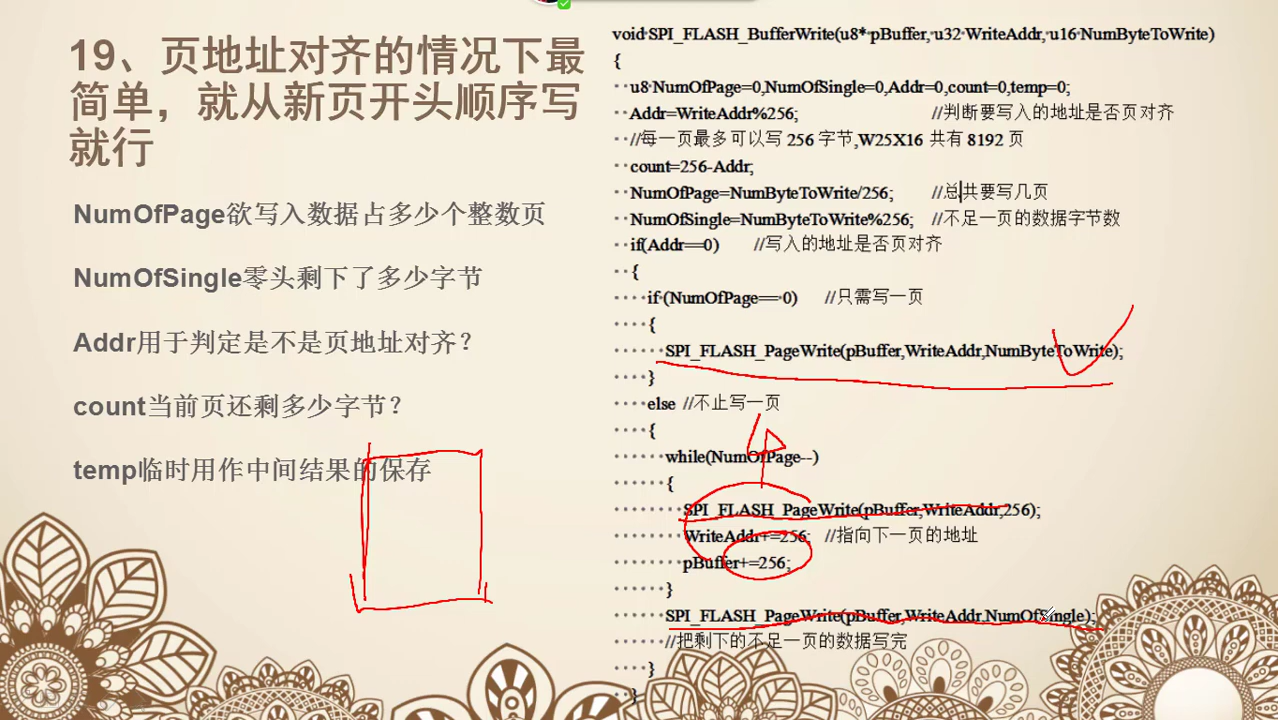 19、页地址对齐的情况下最
简单，就从新页开头顺序写
就行
NumOfPage欲写入数据占多少个整数页
NumOfSingle零头剩下了多少字节
Addr用于判定是不是页地址对齐？
count当前页还剩多少字节？
temp临时用作中间结果的保存
void SPI_FLASH_BufferWrite(u8* pBuffer, u32 WriteAddr, u16 NumByteToWrite)
{
u8 NumOfPage=0,NumOfSingle=0,Addr=0,count=0,temp=0;
Addr=WriteAddr%256; //判断要写入的地址是否页对齐
//每一页最多可以写 256 字节,W25X16 共有 8192 页
count=256-Addr;
NumOfPage=NumByteToWrite/256; //总共要写几页
NumOfSingle=NumByteToWrite%256; //不足一页的数据字节数
if(Addr==0) //写入的地址是否页对齐
{
if (NumOfPage== 0) //只需写一页
{
SPI_FLASH_PageWrite(pBuffer,WriteAddr,NumByteToWrite);
}
else //不止写一页
{
while(NumOfPage--)
{
SPI_FLASH_PageWrite(pBuffer,WriteAddr,256);
WriteAddr+=256; //指向下一页的地址
pBuffer+=256;
}
SPI_FLASH_PageWrite(pBuffer,WriteAddr,NumOfSingle);
//把剩下的不足一页的数据写完
}
}